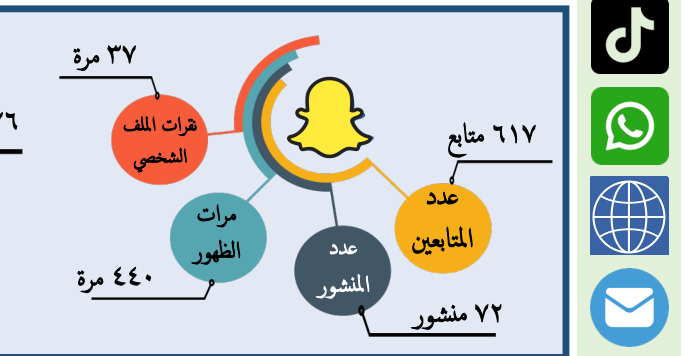 ٣٧ مرة
نقرات الملف
الشخصي
٦١٧ متابع
عدد
المتابعين
مرات
الظهور
٤٤٠ مرة
عدد
المنشور
٧٢ منشور